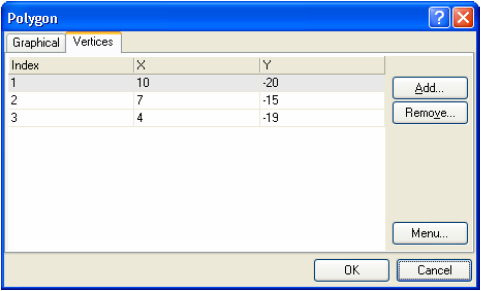 Polygon
Graphical Vertices
Index X Y
1 10 -20
2 7 -15
3 4 -19
Add...
Remove...
Menu...
OK Cancel